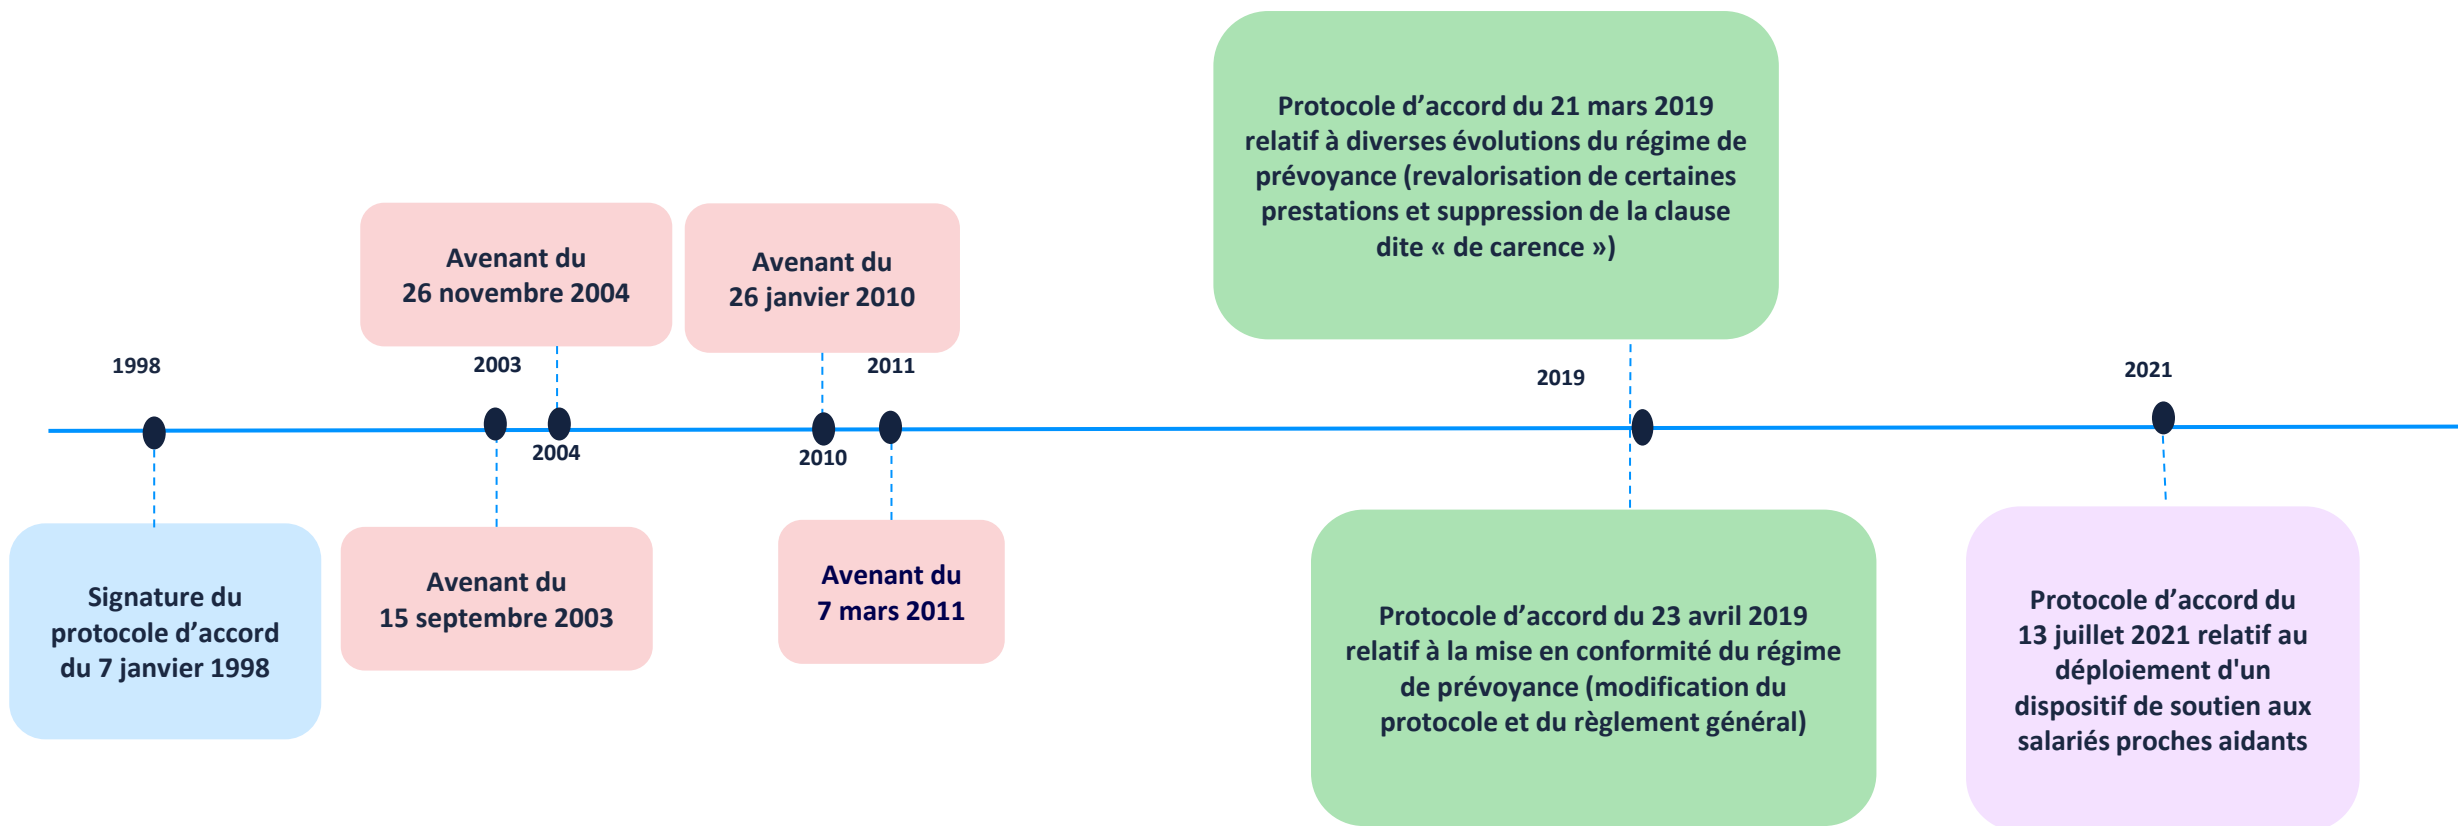 Protocole d’accord du 21 mars 2019
relatif à diverses évolutions du régime de
prévoyance (revalorisation de certaines
prestations et suppression de la clause
dite « de carence »)
Avenant du
26 novembre 2004
Avenant du
26 janvier 2010
1998
2003
2011
2019
2021
2004
2010
Signature du
protocole d’accord
du 7 janvier 1998
Avenant du
15 septembre 2003
Avenant du
7 mars 2011
Protocole d’accord du 23 avril 2019
relatif à la mise en conformité du régime
de prévoyance (modification du
protocole et du règlement général)
Protocole d’accord du
13 juillet 2021 relatif au
déploiement d'un
dispositif de soutien aux
salariés proches aidants